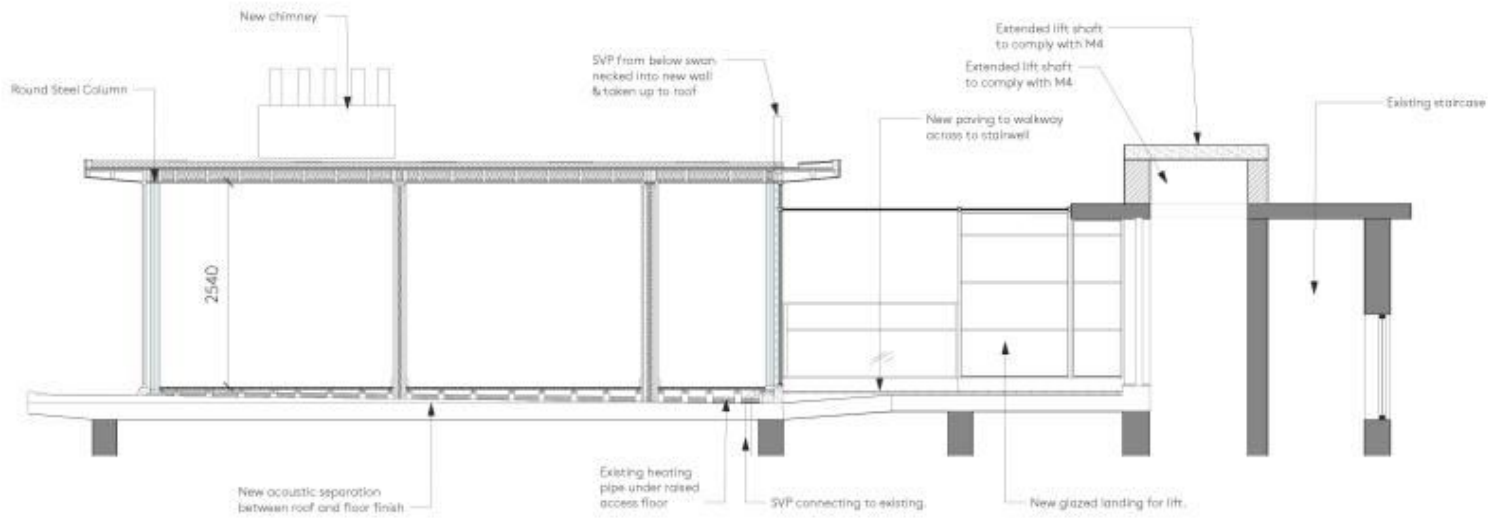 New chimney
Extended lift shaft
to comply with M4
SVP from below swan
necked into new wall
& taken up to roof
Extended lift shaft
to comply with M4
Round Steel Column
Existing staircase
New paving to walkway
across to stairwell
2540
New acoustic separation
between roof and floor finish
Existing heating
pipe under raised
access floor
SVP connecting to existing.
New glazed landing for lift.